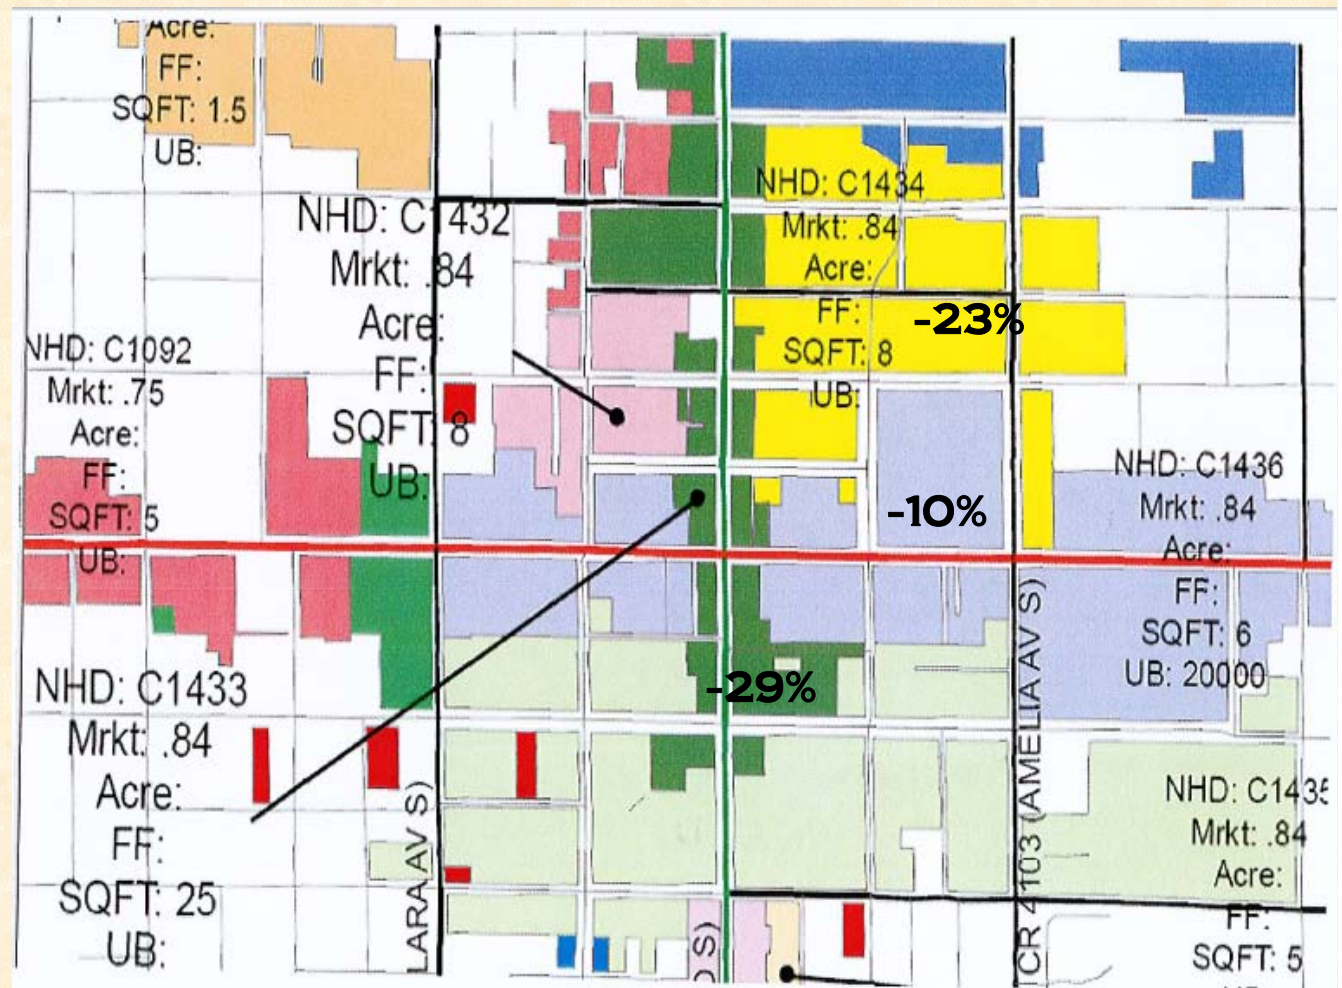 Acre:
FF:
SQFT: 1.5
UB:
NHD: C1432
Mrkt: .84
Acre:
FF:
SQFT: 8
UB:
NHD: C1434
Mrkt: .84
Acre:
FF:
SQFT: 8
UB:
-23%
NHD: C1092
Mrkt: .75
Acre:
FF:
SQFT: 5
UB:
-10%
NHD: C1436
Mrkt: .84
Acre:
FF:
SQFT: 6
UB: 20000
-29%
NHD: C1433
Mrkt: .84
Acre:
FF:
SQFT: 25
UB:
LARA AV S)
O S)
ICR 4103 (AMELIA AV S)
NHD: C1435
Mrkt: .84
Acre:
FF:
SQFT: 5